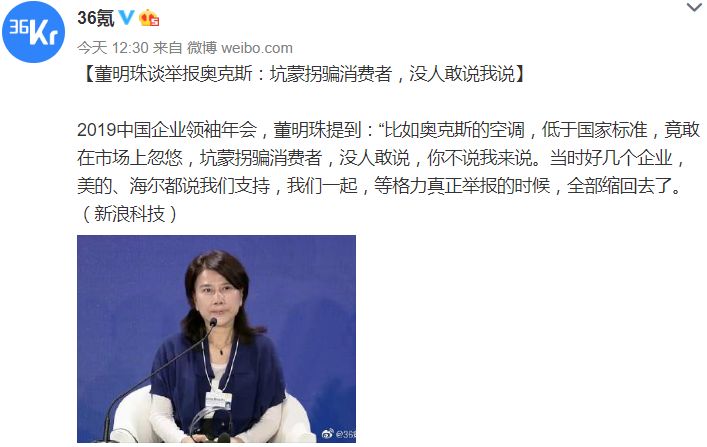 36Kr
36氪
今天 12:30 来自 微博 weibo.com
【董明珠谈举报奥克斯：坑蒙拐骗消费者，没人敢说我说】
2019中国企业领袖年会，董明珠提到：“比如奥克斯的空调，低于国家标准，竟敢
在市场上忽悠，坑蒙拐骗消费者，没人敢说，你不说我来说。当时好几个企业，
美的、海尔都说我们支持，我们一起，等格力真正举报的时候，全部缩回去了。
（新浪科技）